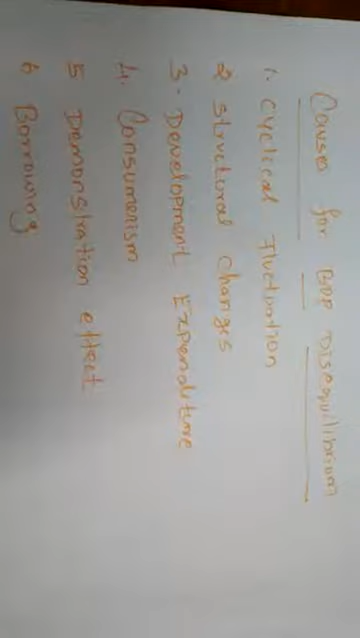 Causes for BOP Disequilibrium
1. Cyclical Fluctuation
2 Structural Changes
3. Development Expenditure
4. Consumerism
5 Demonstration effect
6 Borrowing